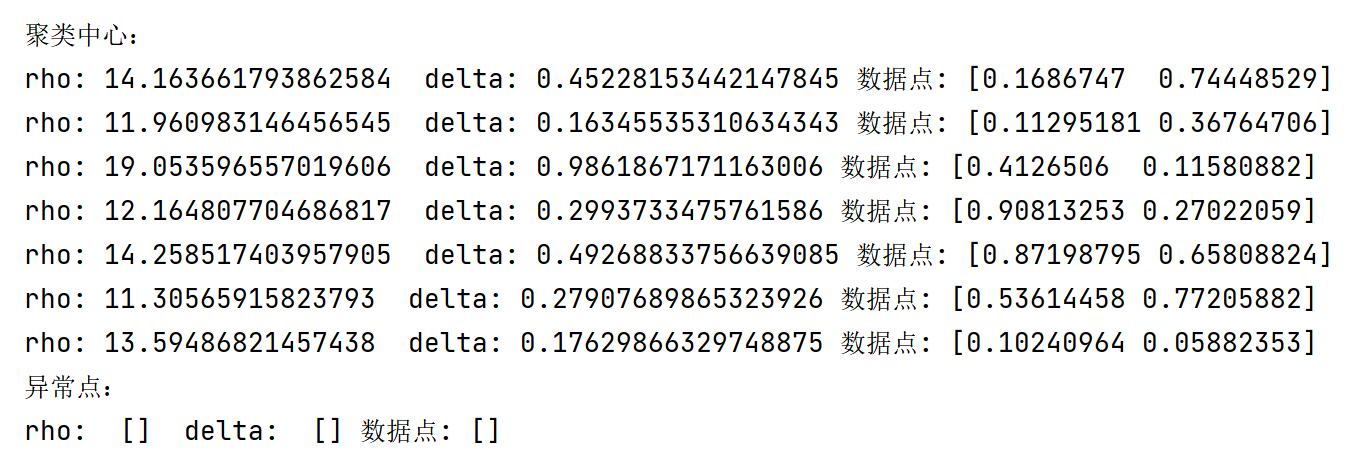 聚类中心：
rho: 14.163661793862584  delta: 0.45228153442147845 数据点: [0.1686747  0.74448529]
rho: 11.960983146456545  delta: 0.16345535310634343 数据点: [0.11295181 0.36764706]
rho: 19.053596557019606  delta: 0.9861867171163006 数据点: [0.4126506  0.11580882]
rho: 12.164807704686817  delta: 0.2993733475761586 数据点: [0.90813253 0.27022059]
rho: 14.258517403957905  delta: 0.49268833756639085 数据点: [0.87198795 0.65808824]
rho: 11.30565915823793  delta: 0.27907689865323926 数据点: [0.53614458 0.77205882]
rho: 13.59486821457438  delta: 0.17629866329748875 数据点: [0.10240964 0.05882353]
异常点：
rho:  []  delta:  [] 数据点: []